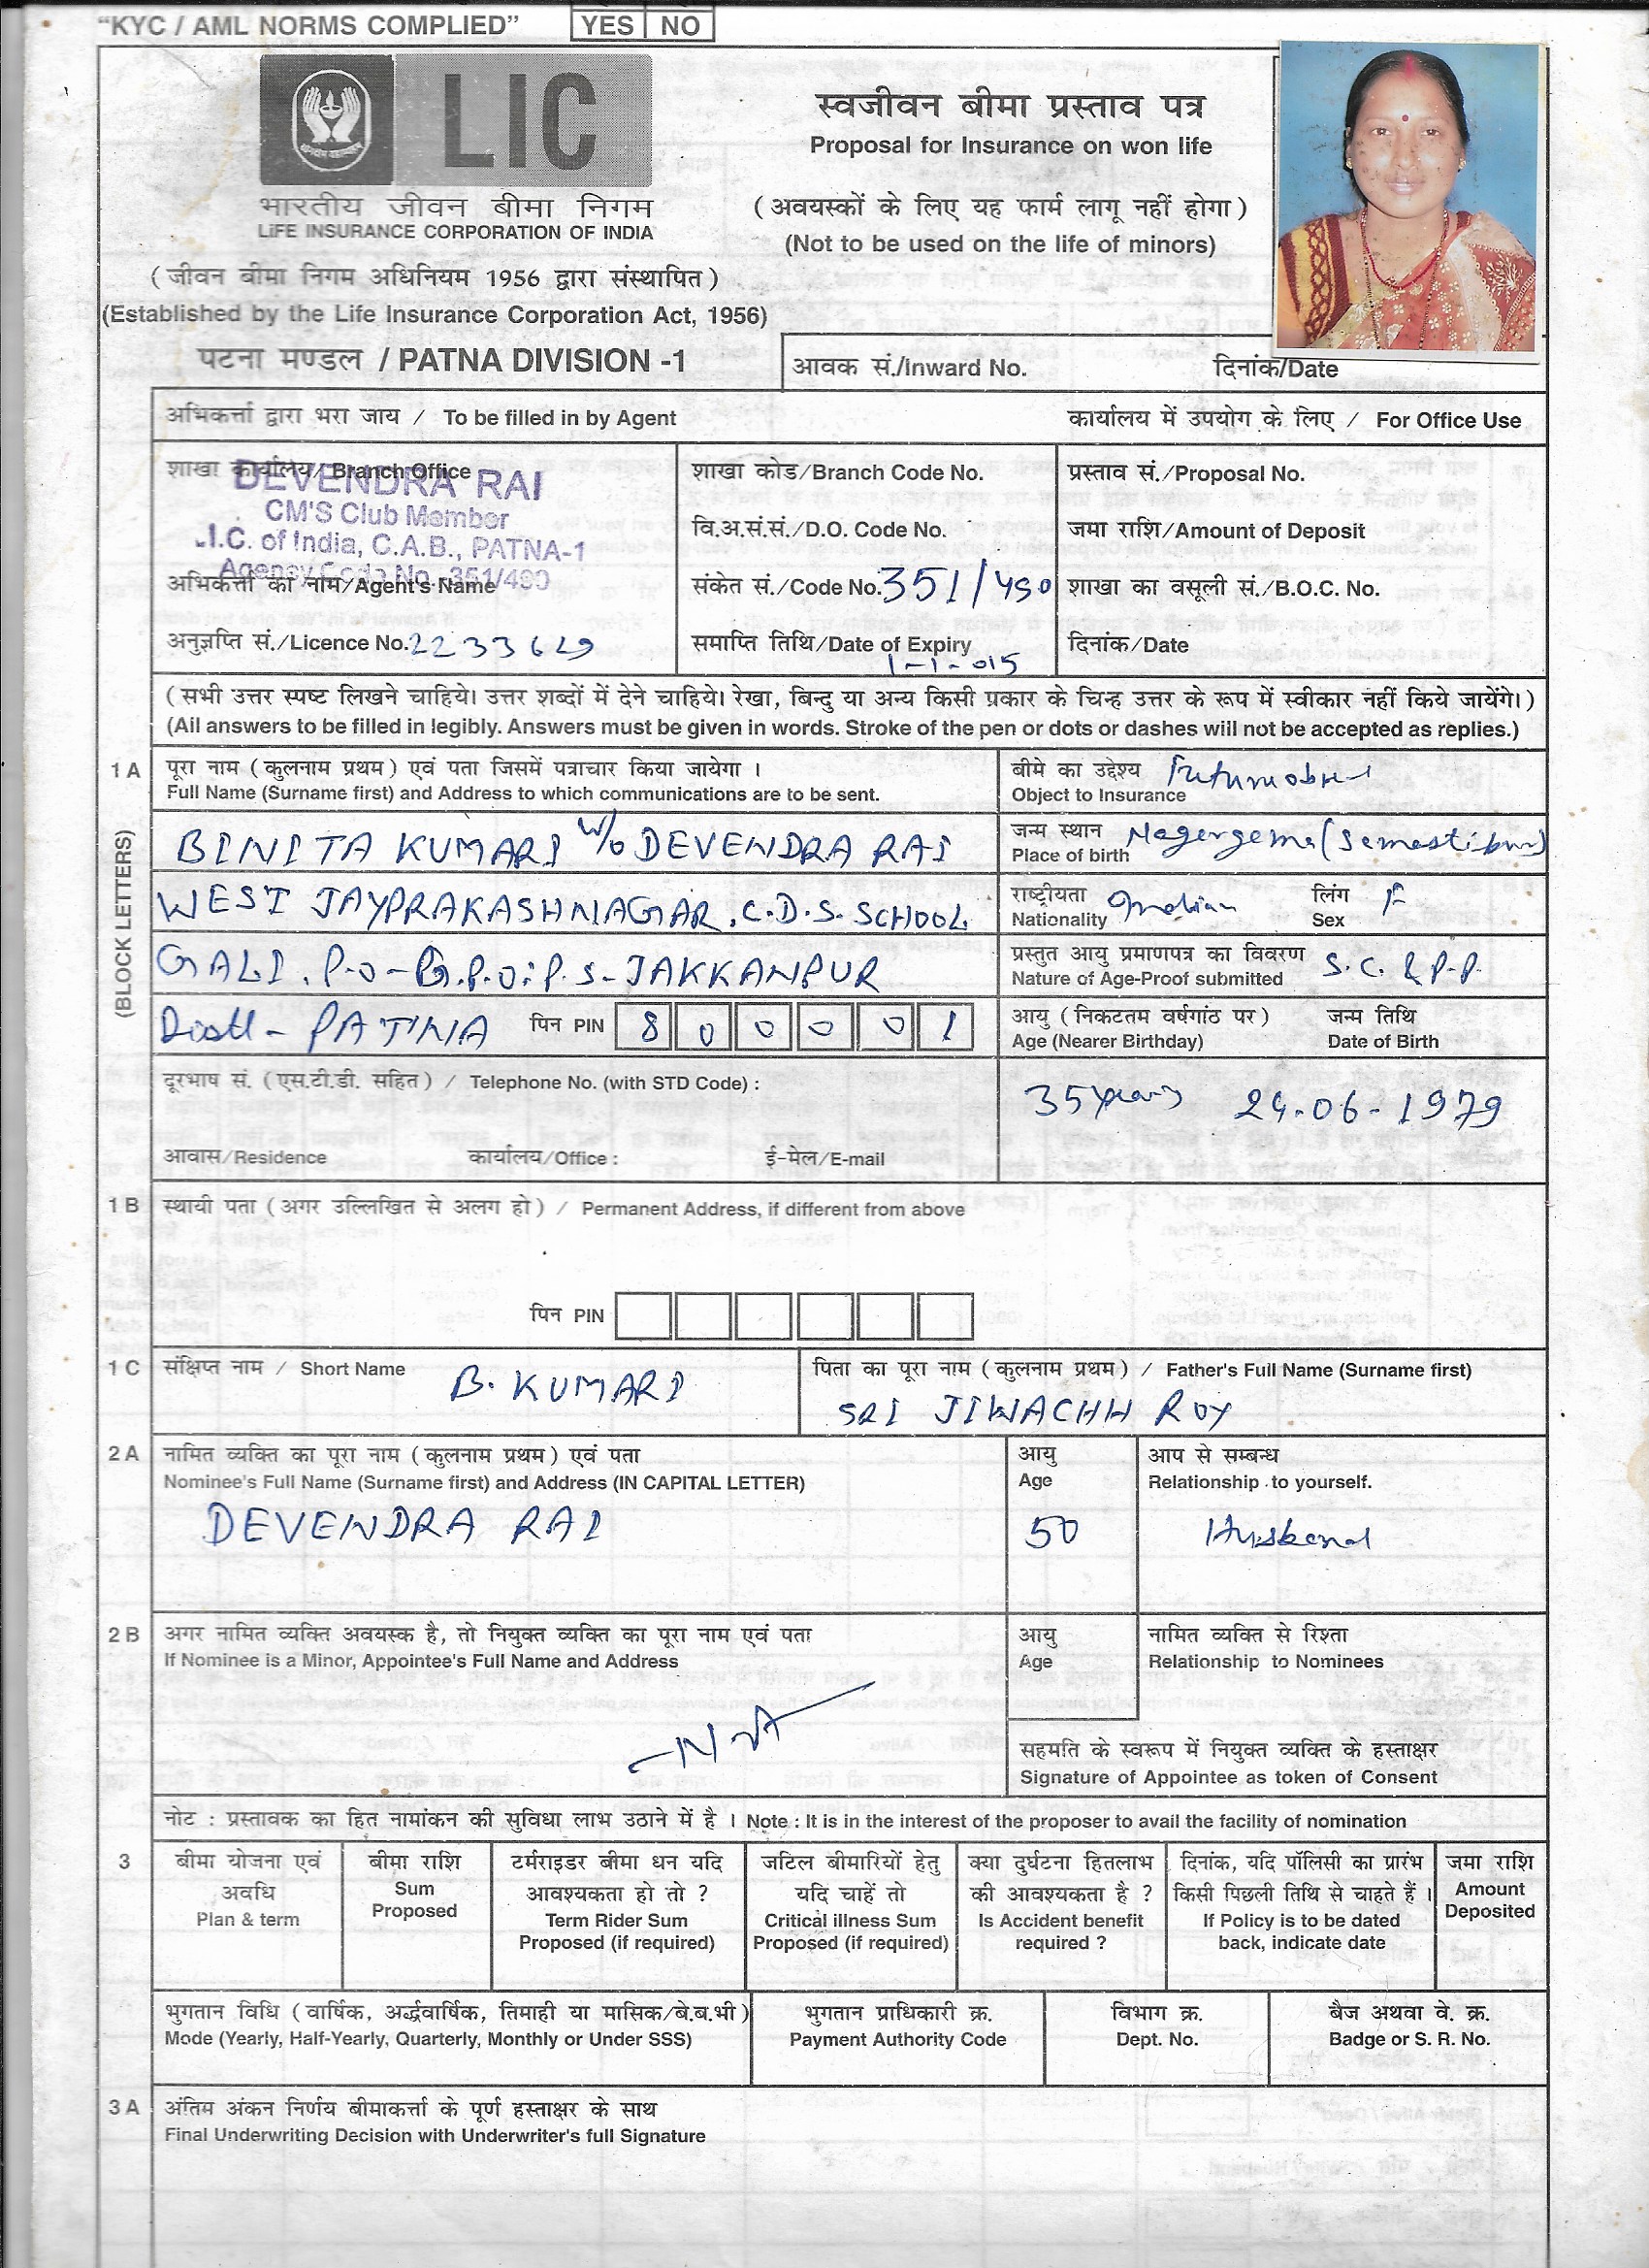 "KYC / AML NORMS COMPLIED" YES NO
LIC
भारतीय जीवन बीमा निगम
LIFE INSURANCE CORPORATION OF INDIA
( जीवन बीमा निगम अधिनियम 1956 द्वारा संस्थापित )
(Established by the Life Insurance Corporation Act, 1956)
पटना मण्डल / PATNA DIVISION -1
स्वजीवन बीमा प्रस्ताव पत्र
Proposal for Insurance on won life
( अवयस्कों के लिए यह फार्म लागू नहीं होगा )
(Not to be used on the life of minors)
आवक सं./Inward No. दिनांक/Date
अभिकर्त्ता द्वारा भरा जाय / To be filled in by Agent कार्यालय में उपयोग के लिए / For Office Use
शाखा कार्यालय/ Branch Office
DEVENDRA RAI
CM'S Club Member
.I.C. of India, C.A.B., PATNA-1
Agency Code No. 351/490
अभिकर्त्ता का नाम/Agent's Name
अनुज्ञप्ति सं./Licence No. 2233629
शाखा कोड/Branch Code No.
वि.अ.सं.सं./D.O. Code No.
संकेत सं./Code No. 351/490
समाप्ति तिथि/Date of Expiry
1-1-015
प्रस्ताव सं./Proposal No.
जमा राशि/Amount of Deposit
शाखा का वसूली सं./B.O.C. No.
दिनांक/Date
( सभी उत्तर स्पष्ट लिखने चाहिये। उत्तर शब्दों में देने चाहिये। रेखा, बिन्दु या अन्य किसी प्रकार के चिन्ह उत्तर के रूप में स्वीकार नहीं किये जायेंगे।)
(All answers to be filled in legibly. Answers must be given in words. Stroke of the pen or dots or dashes will not be accepted as replies.)
1 A पूरा नाम ( कुलनाम प्रथम ) एवं पता जिसमें पत्राचार किया जायेगा ।
Full Name (Surname first) and Address to which communications are to be sent.
(BLOCK LETTERS)
BINITA KUMARI W/o DEVENDRA RAI
WEST JAYPRAKASHNAGAR, C.D.S. SCHOOL
GALI, P.O-G.P.O; P.S-JAKKANPUR
Distt- PATNA पिन PIN 8 0 0 0 0 1
बीमे का उद्देश्य
Object to Insurance
जन्म स्थान
Place of birth
राष्ट्रीयता
Nationality Indian लिंग
Sex F
प्रस्तुत आयु प्रमाणपत्र का विवरण
Nature of Age-Proof submitted S.C. & P.P.
आयु ( निकटतम वर्षगांठ पर ) जन्म तिथि
Age (Nearer Birthday) Date of Birth
35 years 24-06-1979
दूरभाष सं. ( एस.टी.डी. सहित ) / Telephone No. (with STD Code) :
आवास/Residence कार्यालय/Office : ई-मेल/E-mail
1 B स्थायी पता ( अगर उल्लिखित से अलग हो ) / Permanent Address, if different from above
पिन PIN
1 C संक्षिप्त नाम / Short Name B. KUMARI
पिता का पूरा नाम ( कुलनाम प्रथम ) / Father's Full Name (Surname first)
SRI JIWACHH ROY
2 A नामित व्यक्ति का पूरा नाम ( कुलनाम प्रथम ) एवं पता
Nominee's Full Name (Surname first) and Address (IN CAPITAL LETTER)
DEVENDRA RAI
आयु
Age
50
आप से सम्बन्ध
Relationship to yourself.
Husband
2 B अगर नामित व्यक्ति अवयस्क है, तो नियुक्त व्यक्ति का पूरा नाम एवं पता
If Nominee is a Minor, Appointee's Full Name and Address
आयु
Age
नामित व्यक्ति से रिश्ता
Relationship to Nominees
सहमति के स्वरूप में नियुक्त व्यक्ति के हस्ताक्षर
Signature of Appointee as token of Consent
नोट : प्रस्तावक का हित नामांकन की सुविधा लाभ उठाने में है । Note : It is in the interest of the proposer to avail the facility of nomination
3 बीमा योजना एवं
अवधि
Plan & term
बीमा राशि
Sum
Proposed
टर्मराइडर बीमा धन यदि
आवश्यकता हो तो ?
Term Rider Sum
Proposed (if required)
जटिल बीमारियों हेतु
यदि चाहें तो
Critical illness Sum
Proposed (if required)
क्या दुर्घटना हितलाभ
की आवश्यकता है ?
Is Accident benefit
required ?
दिनांक, यदि पॉलिसी का प्रारंभ
किसी पिछली तिथि से चाहते हैं ।
If Policy is to be dated
back, indicate date
जमा राशि
Amount
Deposited
भुगतान विधि ( वार्षिक, अर्द्धवार्षिक, तिमाही या मासिक/बे.ब.भी)
Mode (Yearly, Half-Yearly, Quarterly, Monthly or Under SSS)
भुगतान प्राधिकारी क्र.
Payment Authority Code
विभाग क्र.
Dept. No.
बैज अथवा वे. क्र.
Badge or S. R. No.
3 A अंतिम अंकन निर्णय बीमाकर्त्ता के पूर्ण हस्ताक्षर के साथ
Final Underwriting Decision with Underwriter's full Signature